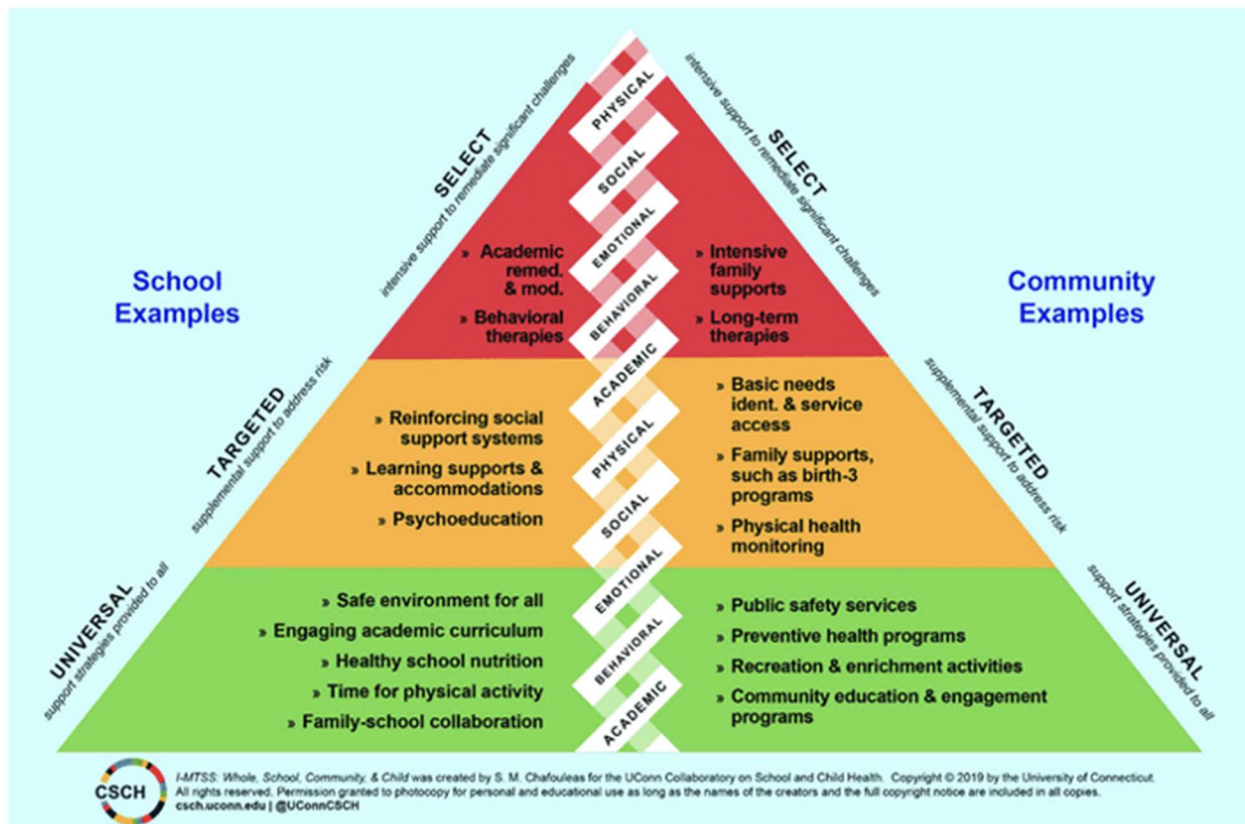 School
Examples
Community
Examples
SELECT
intensive support to remediate significant challenges
TARGETED
supplemental support to address risk
UNIVERSAL
support strategies provided to all
SELECT
intensive support to remediate significant challenges
TARGETED
supplemental support to address risk
UNIVERSAL
support strategies provided to all
PHYSICAL
SOCIAL
EMOTIONAL
BEHAVIORAL
ACADEMIC
PHYSICAL
SOCIAL
EMOTIONAL
BEHAVIORAL
ACADEMIC
» Academic
remed.
& mod.
» Behavioral
therapies
» Intensive
family
supports
» Long-term
therapies
» Reinforcing social
support systems
» Learning supports &
accommodations
» Psychoeducation
» Basic needs
ident. & service
access
» Family supports,
such as birth-3
programs
» Physical health
monitoring
» Safe environment for all
» Engaging academic curriculum
» Healthy school nutrition
» Time for physical activity
» Family-school collaboration
» Public safety services
» Preventive health programs
» Recreation & enrichment activities
» Community education & engagement
programs
CSCH
I-MTSS: Whole, School, Community, & Child was created by S. M. Chafouleas for the UConn Collaboratory on School and Child Health. Copyright © 2019 by the University of Connecticut.
All rights reserved. Permission granted to photocopy for personal and educational use as long as the names of the creators and the full copyright notice are included in all copies.
csch.uconn.edu | @UConnCSCH